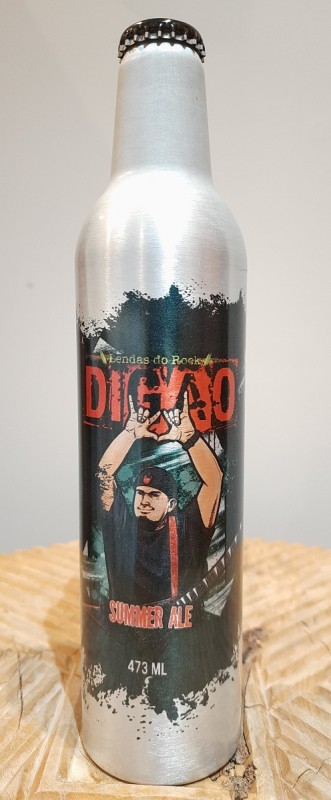 Lendas do Rock
DIGÃO
SUMMER ALE
473 ML